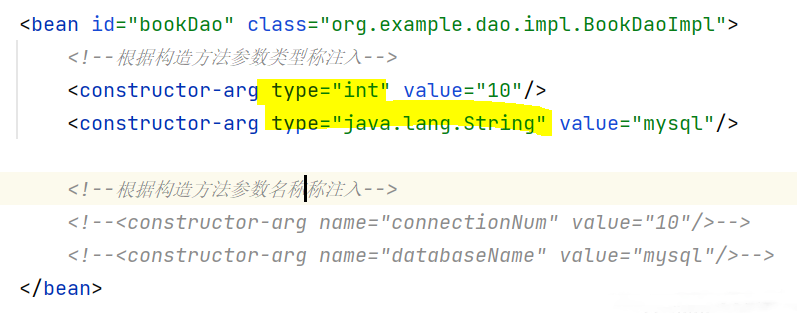 <bean id="bookDao" class="org.example.dao.impl.BookDaoImpl">
<!--根据构造方法参数类型称注入-->
<constructor-arg type="int" value="10"/>
<constructor-arg type="java.lang.String" value="mysql"/>
<!--根据构造方法参数名称称注入-->
<!--<constructor-arg name="connectionNum" value="10"/>-->
<!--<constructor-arg name="databaseName" value="mysql"/>-->
</bean>